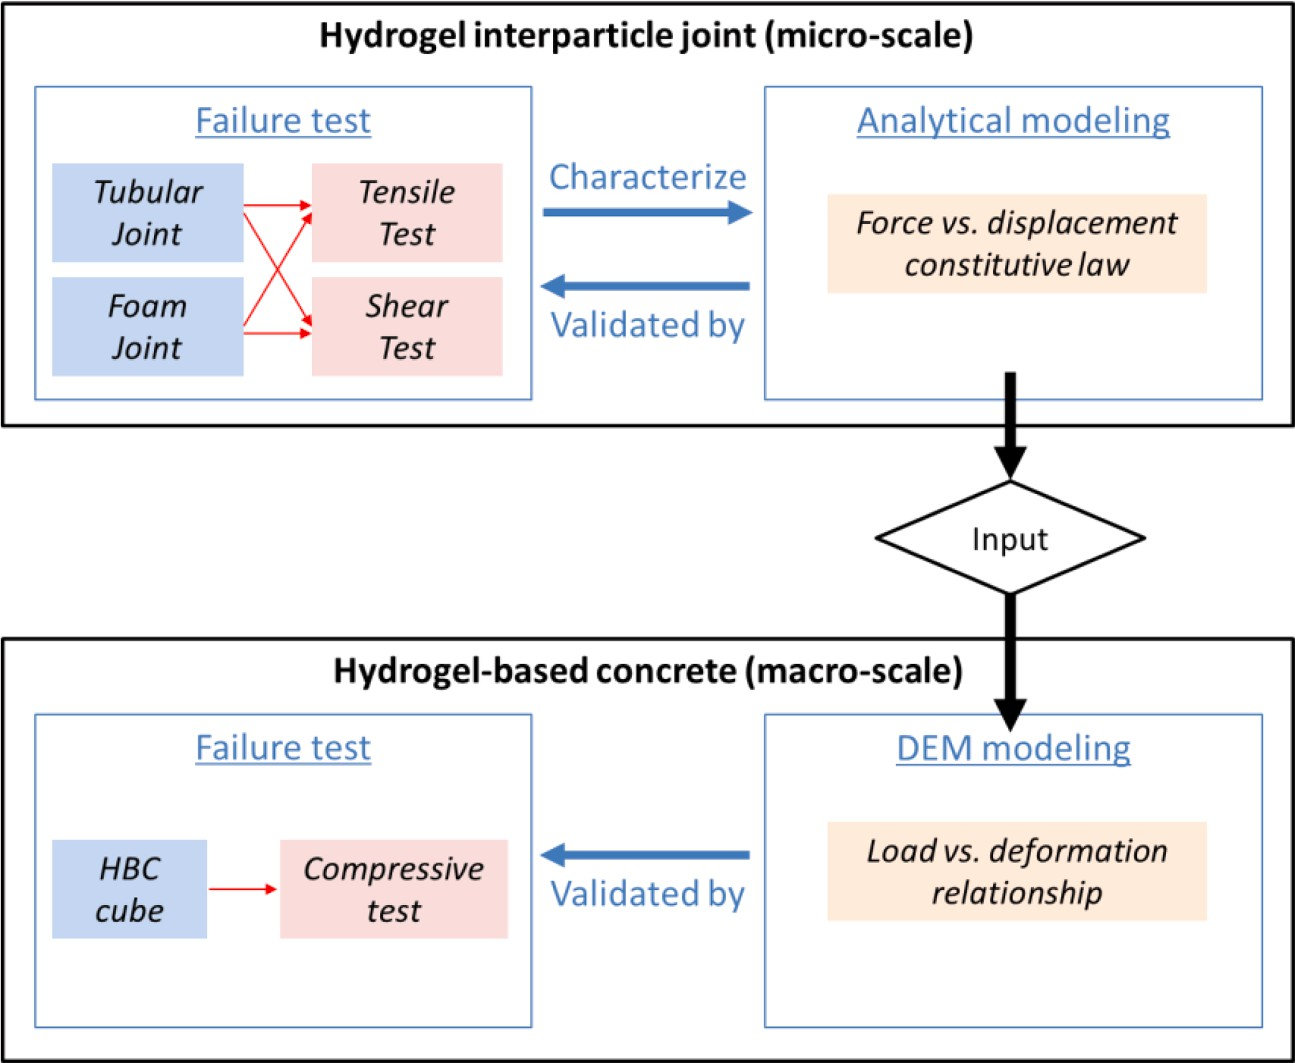 Hydrogel interparticle joint (micro-scale)
Failure test
Tubular
Joint
Tensile
Test
Foam
Joint
Shear
Test
Characterize
Validated by
Analytical modeling
Force vs. displacement
constitutive law
Input
Hydrogel-based concrete (macro-scale)
Failure test
HBC
cube
Compressive
test
Validated by
DEM modeling
Load vs. deformation
relationship